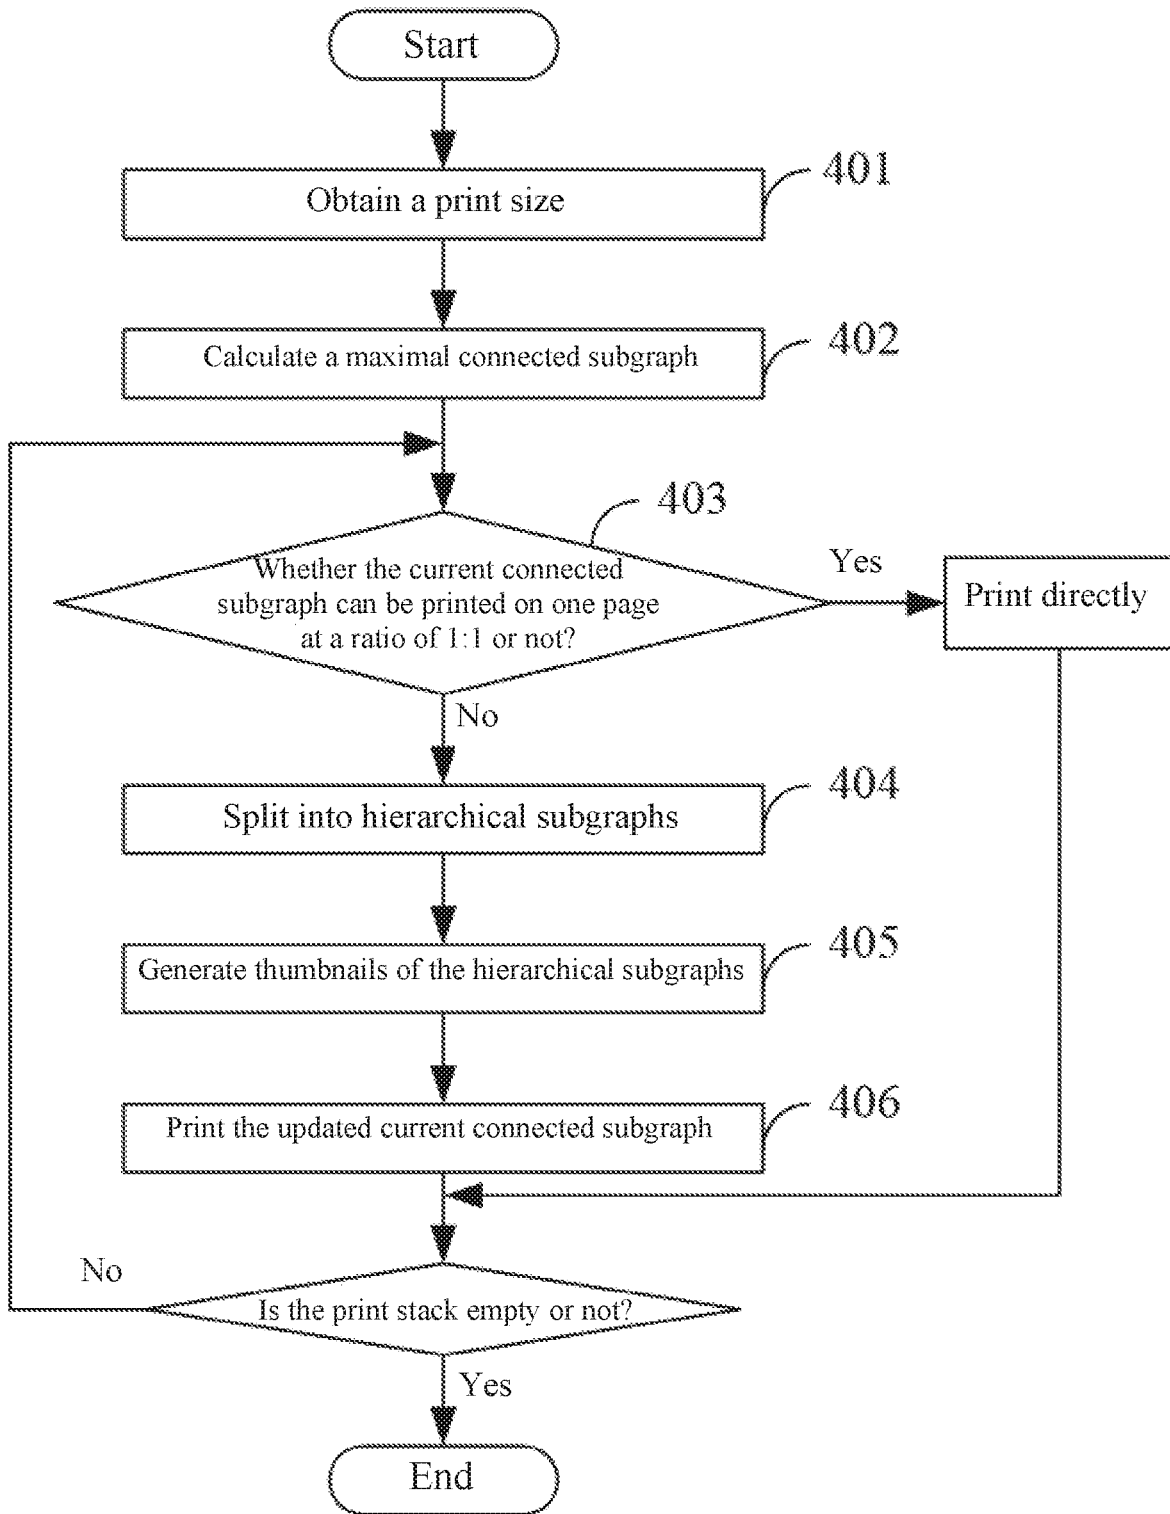 Start
401
Obtain a print size
402
Calculate a maximal connected subgraph
403
Whether the current connected
subgraph can be printed on one page
at a ratio of 1:1 or not?
Yes
Print directly
No
404
Split into hierarchical subgraphs
405
Generate thumbnails of the hierarchical subgraphs
406
Print the updated current connected subgraph
No
Is the print stack empty or not?
Yes
End